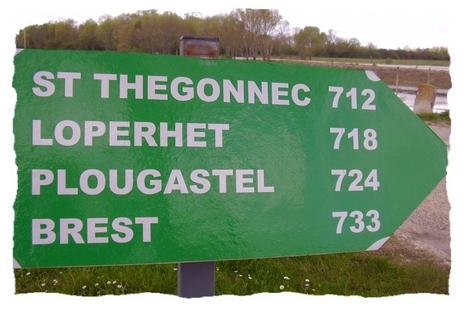 ST THEGONNEC 712
LOPERHET 718
PLOUGASTEL 724
BREST 733